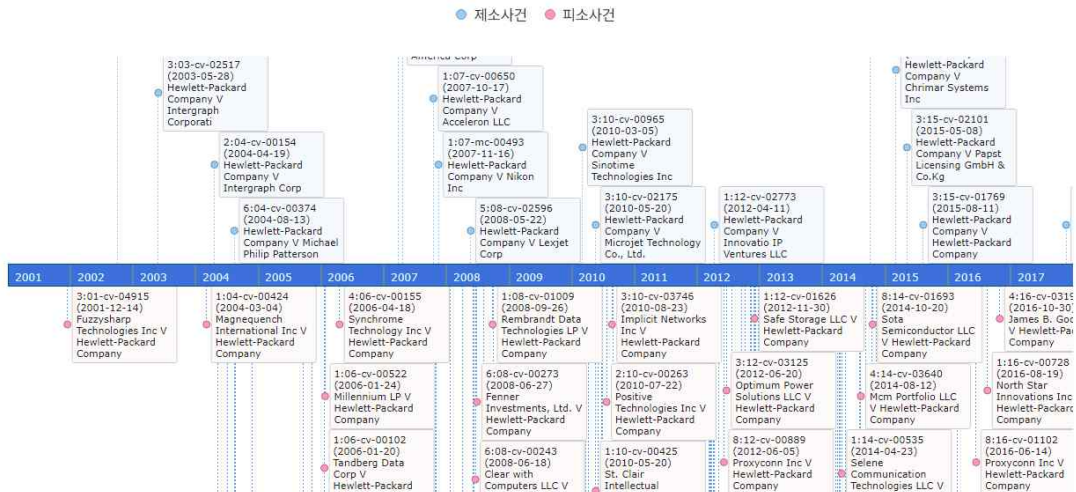 제소사건 피소사건
America Corp
3:03-cv-02517
(2003-05-28)
Hewlett-Packard
Company V
Intergraph
Corporati
2:04-cv-00154
(2004-04-19)
Hewlett-Packard
Company V
Intergraph Corp
6:04-cv-00374
(2004-08-13)
Hewlett-Packard
Company V Michael
Philip Patterson
1:07-cv-00650
(2007-10-17)
Hewlett-Packard
Company V
Acceleron LLC
1:07-mc-00493
(2007-11-16)
Hewlett-Packard
Company V Nikon
Inc
5:08-cv-02596
(2008-05-22)
Hewlett-Packard
Company V Lexjet
Corp
3:10-cv-00965
(2010-03-05)
Hewlett-Packard
Company V
Sinotime
Technologies Inc
3:10-cv-02175
(2010-05-20)
Hewlett-Packard
Company V
Microjet Technology
Co., Ltd.
1:12-cv-02773
(2012-04-11)
Hewlett-Packard
Company V
Innovatio IP
Ventures LLC
Hewlett-Packard
Company V
Chrimar Systems
Inc
3:15-cv-02101
(2015-05-08)
Hewlett-Packard
Company V Papst
Licensing GmbH &
Co.Kg
3:15-cv-01769
(2015-08-11)
Hewlett-Packard
Company V
Hewlett-Packard
Company
2001 2002 2003 2004 2005 2006 2007 2008 2009 2010 2011 2012 2013 2014 2015 2016 2017
3:01-cv-04915
(2001-12-14)
Fuzzysharp
Technologies Inc V
Hewlett-Packard
Company
1:04-cv-00424
(2004-03-04)
Magnequench
International Inc V
Hewlett-Packard
Company
4:06-cv-00155
(2006-04-18)
Synchrome
Technology Inc V
Hewlett-Packard
Company
1:06-cv-00522
(2006-01-24)
Millennium LP V
Hewlett-Packard
Company
1:06-cv-00102
(2006-01-20)
Tandberg Data
Corp V
Hewlett-Packard
1:08-cv-01009
(2008-09-26)
Rembrandt Data
Technologies LP V
Hewlett-Packard
Company
6:08-cv-00273
(2008-06-27)
Fenner
Investments, Ltd. V
Hewlett-Packard
Company
6:08-cv-00243
(2008-06-18)
Clear with
Computers LLC V
3:10-cv-03746
(2010-08-23)
Implicit Networks
Inc V
Hewlett-Packard
Company
2:10-cv-00263
(2010-07-22)
Positive
Technologies Inc V
Hewlett-Packard
Company
1:10-cv-00425
(2010-05-20)
St. Clair
Intellectual
1:12-cv-01626
(2012-11-30)
Safe Storage LLC V
Hewlett-Packard
Company
3:12-cv-03125
(2012-06-20)
Optimum Power
Solutions LLC V
Hewlett-Packard
Company
8:12-cv-00889
(2012-06-05)
Proxyconn Inc V
Hewlett-Packard
Company
8:14-cv-01693
(2014-10-20)
Sota
Semiconductor LLC
V Hewlett-Packard
Company
4:14-cv-03640
(2014-08-12)
Mcm Portfolio LLC
V Hewlett-Packard
Company
1:14-cv-00535
(2014-04-23)
Selene
Communication
Technologies LLC V
4:16-cv-0319
(2016-10-30)
James B. Goo
V Hewlett-Pac
Company
1:16-cv-00728
(2016-08-19)
North Star
Innovations Inc
Hewlett-Packard
Company
8:16-cv-01102
(2016-06-14)
Proxyconn Inc V
Hewlett-Packard
Company